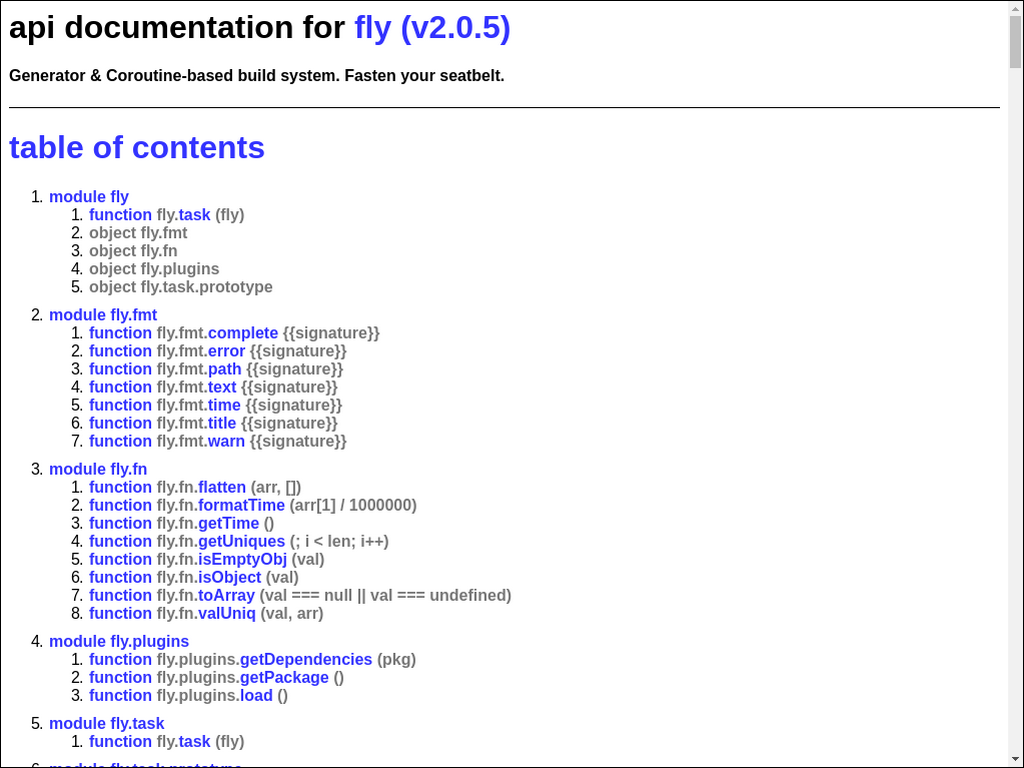 api documentation for fly (v2.0.5)
Generator & Coroutine-based build system. Fasten your seatbelt.
table of contents
1. module fly
1. function fly.task (fly)
2. object fly.fmt
3. object fly.fn
4. object fly.plugins
5. object fly.task.prototype
2. module fly.fmt
1. function fly.fmt.complete {{signature}}
2. function fly.fmt.error {{signature}}
3. function fly.fmt.path {{signature}}
4. function fly.fmt.text {{signature}}
5. function fly.fmt.time {{signature}}
6. function fly.fmt.title {{signature}}
7. function fly.fmt.warn {{signature}}
3. module fly.fn
1. function fly.fn.flatten (arr, [])
2. function fly.fn.formatTime (arr[1] / 1000000)
3. function fly.fn.getTime ()
4. function fly.fn.getUniques (; i < len; i++)
5. function fly.fn.isEmptyObj (val)
6. function fly.fn.isObject (val)
7. function fly.fn.toArray (val === null || val === undefined)
8. function fly.fn.valUniq (val, arr)
4. module fly.plugins
1. function fly.plugins.getDependencies (pkg)
2. function fly.plugins.getPackage ()
3. function fly.plugins.load ()
5. module fly.task
1. function fly.task (fly)
6. module fly.task.prototype